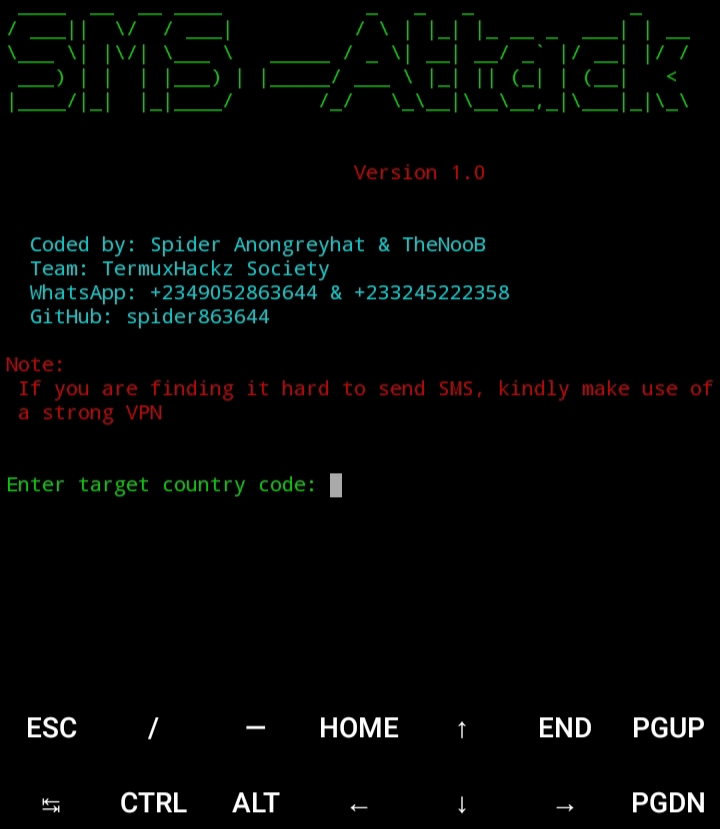 SMS-Attack
Version 1.0
Coded by: Spider Anongreyhat & TheNooB
Team: TermuxHackz Society
WhatsApp: +2349052863644 & +233245222358
GitHub: spider863644
Note:
If you are finding it hard to send SMS, kindly make use of
a strong VPN
Enter target country code:
ESC / — HOME ↑ END PGUP
↹ CTRL ALT ← ↓ → PGDN